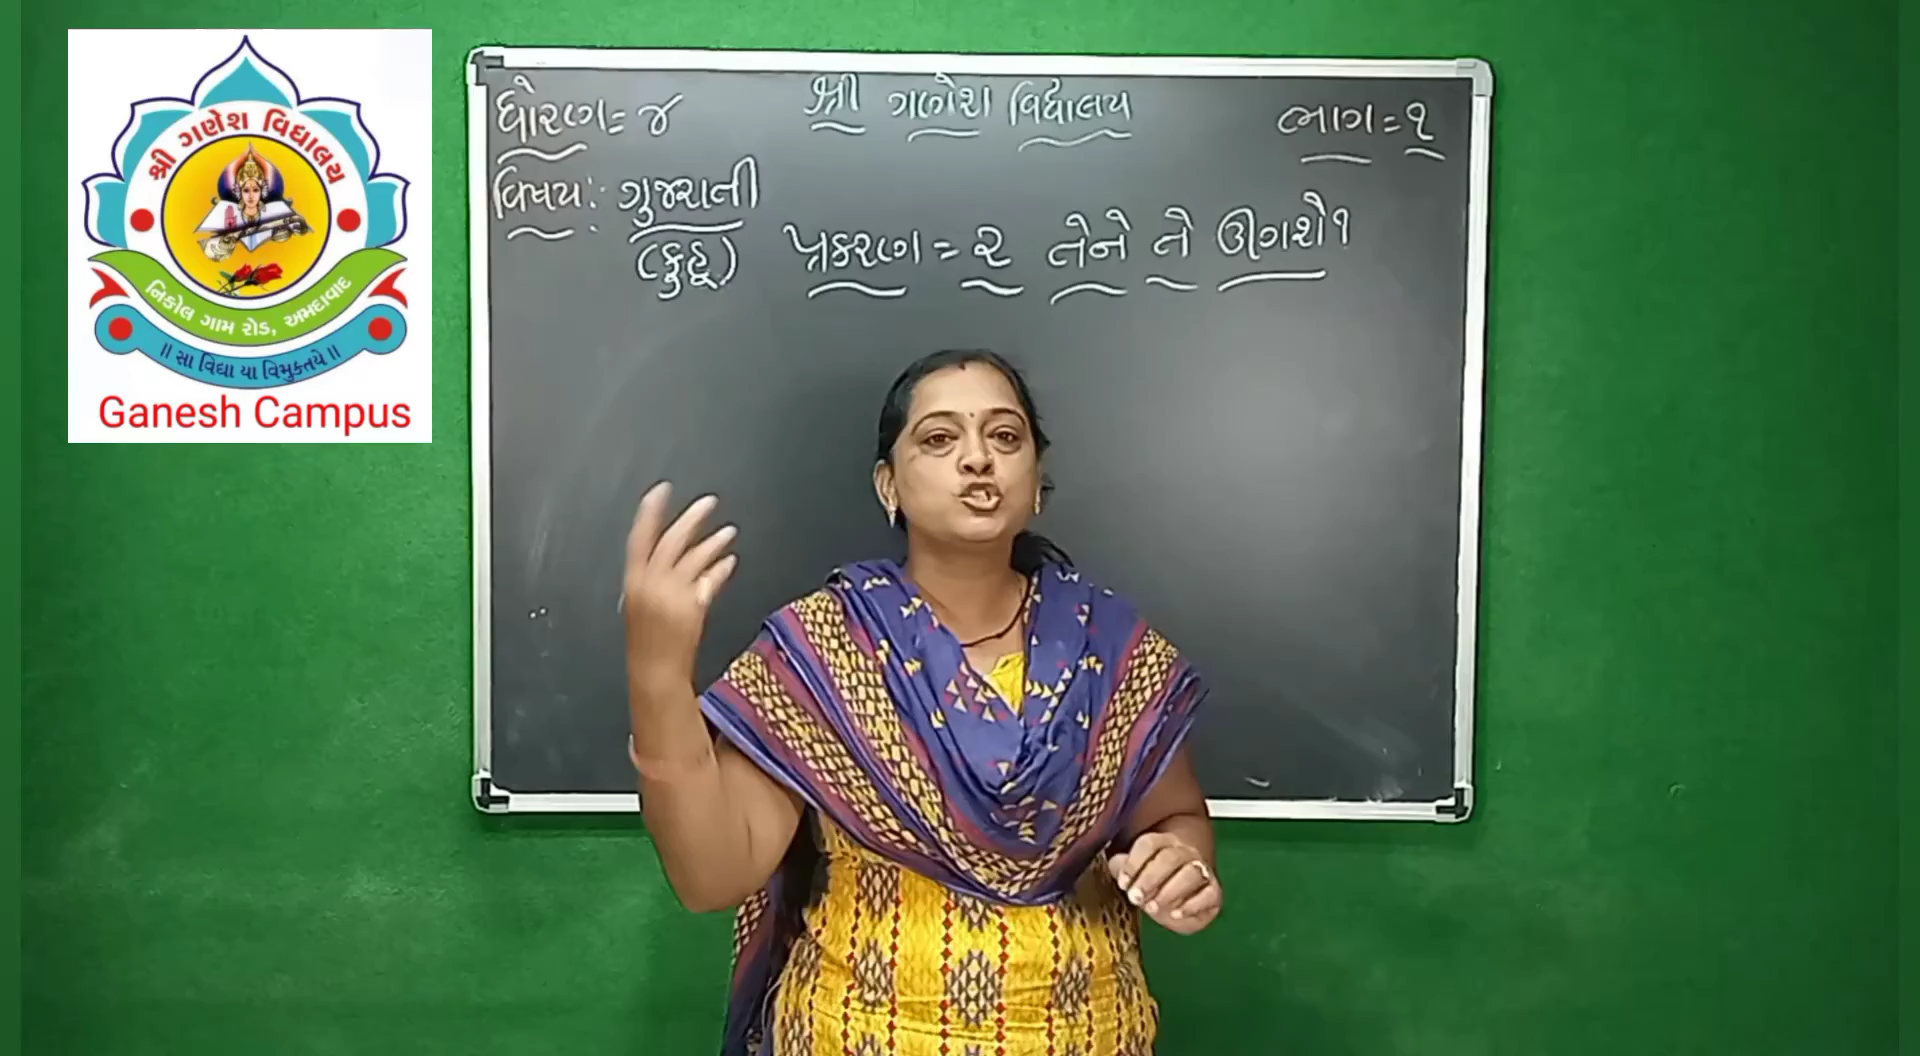 શ્રી ગણેશ વિદ્યાલય
નિકોલ ગામ રોડ, અમદાવાદ
॥ સા વિદ્યા યા વિમુક્તયે ॥
Ganesh Campus
ધોરણ = ૪
શ્રી ગણેશ વિદ્યાલય
ભાગ = ૧
વિષય : ગુજરાતી
(કુહૂ)
પ્રકરણ = ૨ તેને તે ઊગશે ?